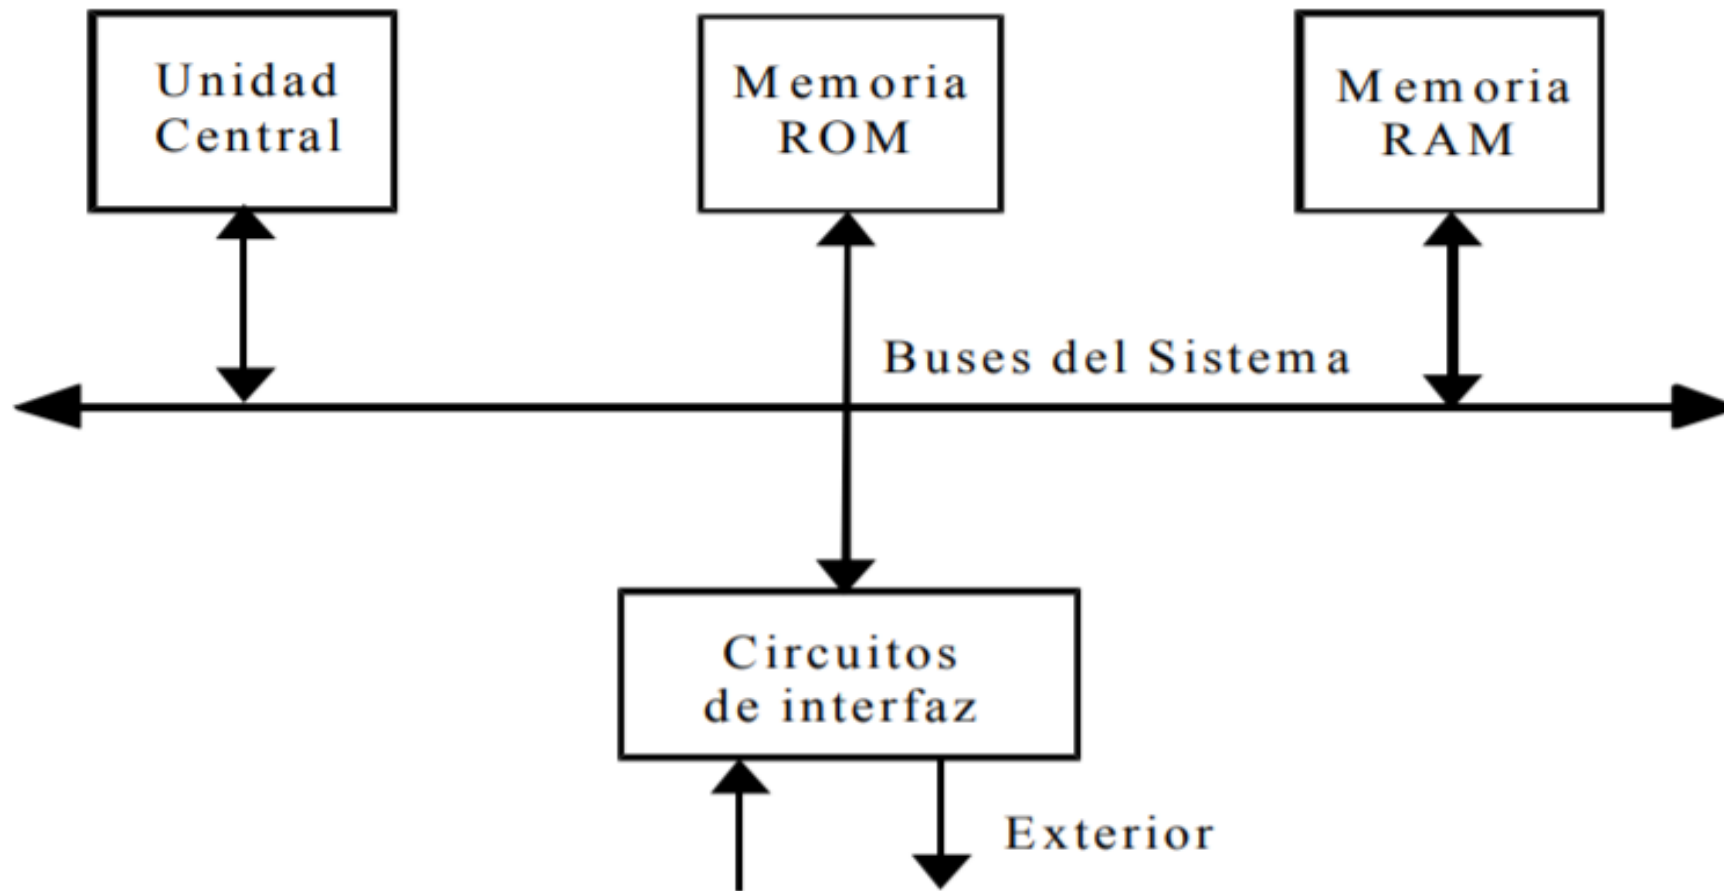 Unidad
Central
Memoria
ROM
Memoria
RAM
Buses del Sistema
Circuitos
de interfaz
Exterior